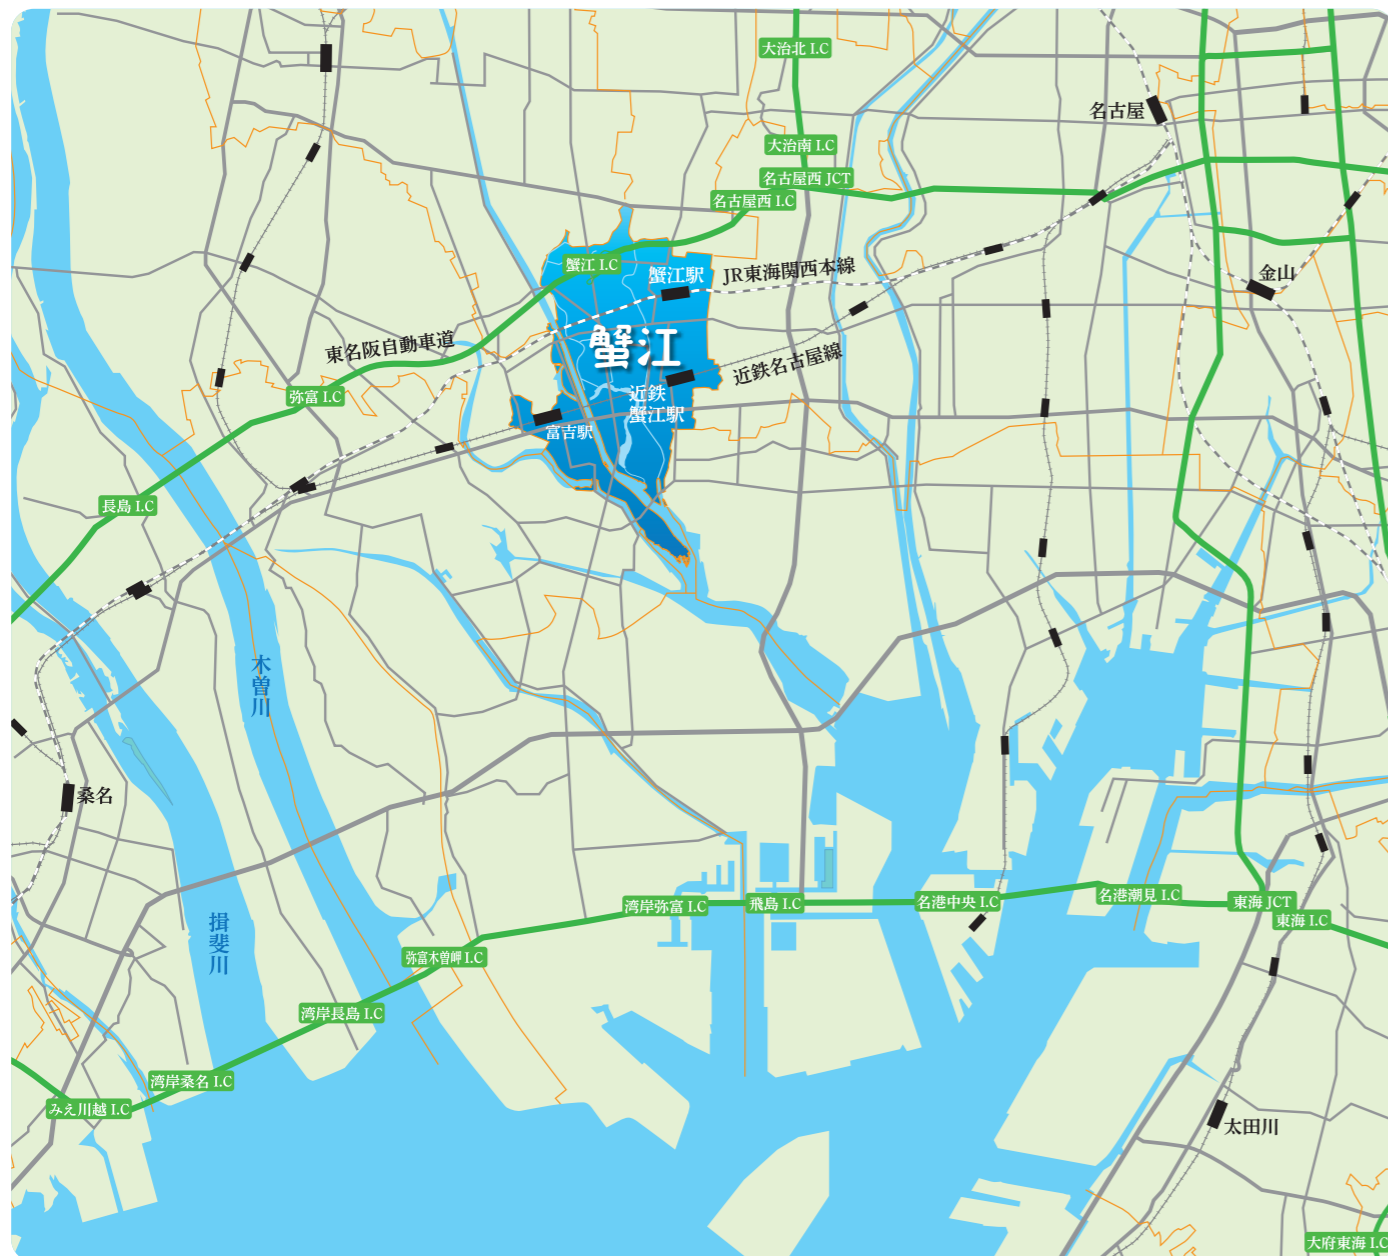 大治北 I.C
名古屋
大治南 I.C
名古屋西 JCT
名古屋西 I.C
蟹江 I.C
蟹江駅
JR東海関西本線
金山
東名阪自動車道
蟹江
近鉄名古屋線
弥富 I.C
近鉄
蟹江駅
富吉駅
長島 I.C
木曽川
桑名
湾岸弥富 I.C
飛島 I.C
名港中央 I.C
名港潮見 I.C
東海 JCT
東海 I.C
揖斐川
弥富木曽岬 I.C
湾岸長島 I.C
湾岸桑名 I.C
みえ川越 I.C
太田川
大府東海 I.C